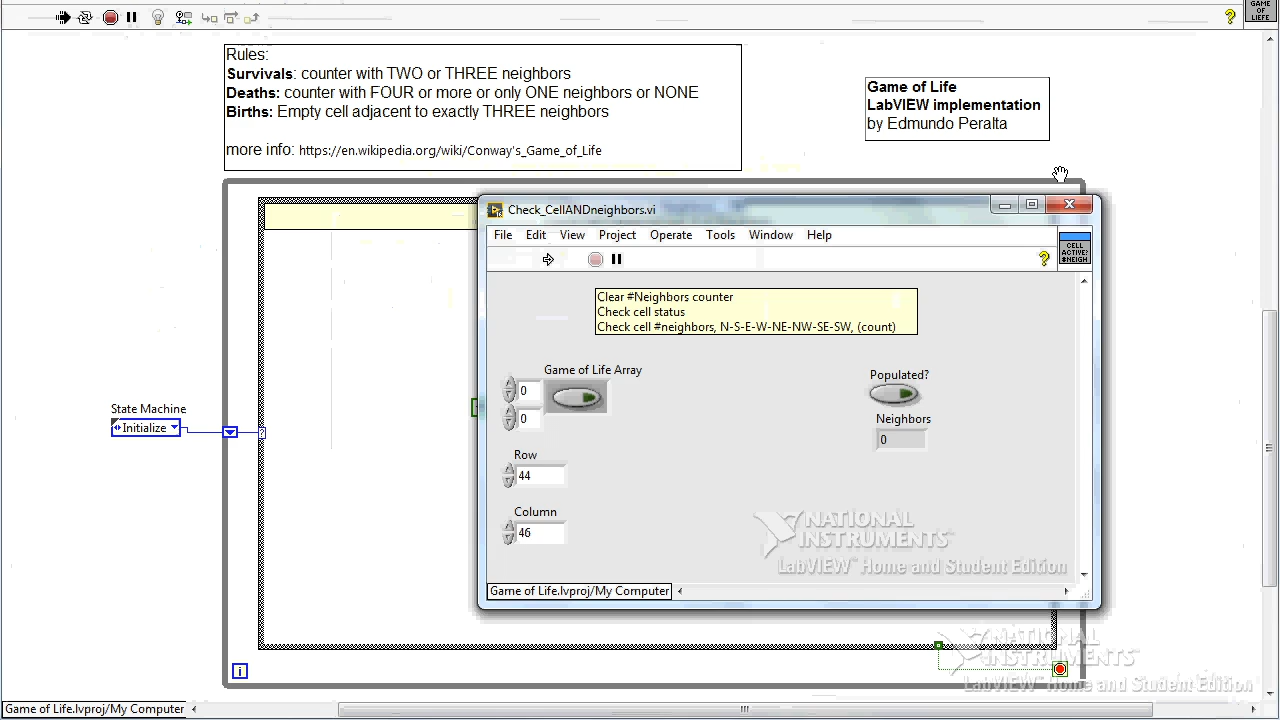 GAME
OF
LIEFE
Rules:
Survivals: counter with TWO or THREE neighbors
Deaths: counter with FOUR or more or only ONE neighbors or NONE
Births: Empty cell adjacent to exactly THREE neighbors
more info: https://en.wikipedia.org/wiki/Conway's_Game_of_Life
Game of Life
LabVIEW implementation
by Edmundo Peralta
Check_CellANDneighbors.vi
File Edit View Project Operate Tools Window Help
CELL
ACTIVE?
#NEIGH
Clear #Neighbors counter
Check cell status
Check cell #neighbors, N-S-E-W-NE-NW-SE-SW, (count)
Game of Life Array
0
0
Populated?
Neighbors
0
State Machine
Initialize
Row
44
Column
46
NATIONAL
INSTRUMENTS
LabVIEW Home and Student Edition
Game of Life.lvproj/My Computer
i
NATIONAL
INSTRUMENTS
LabVIEW Home and Student Edition
Game of Life.lvproj/My Computer